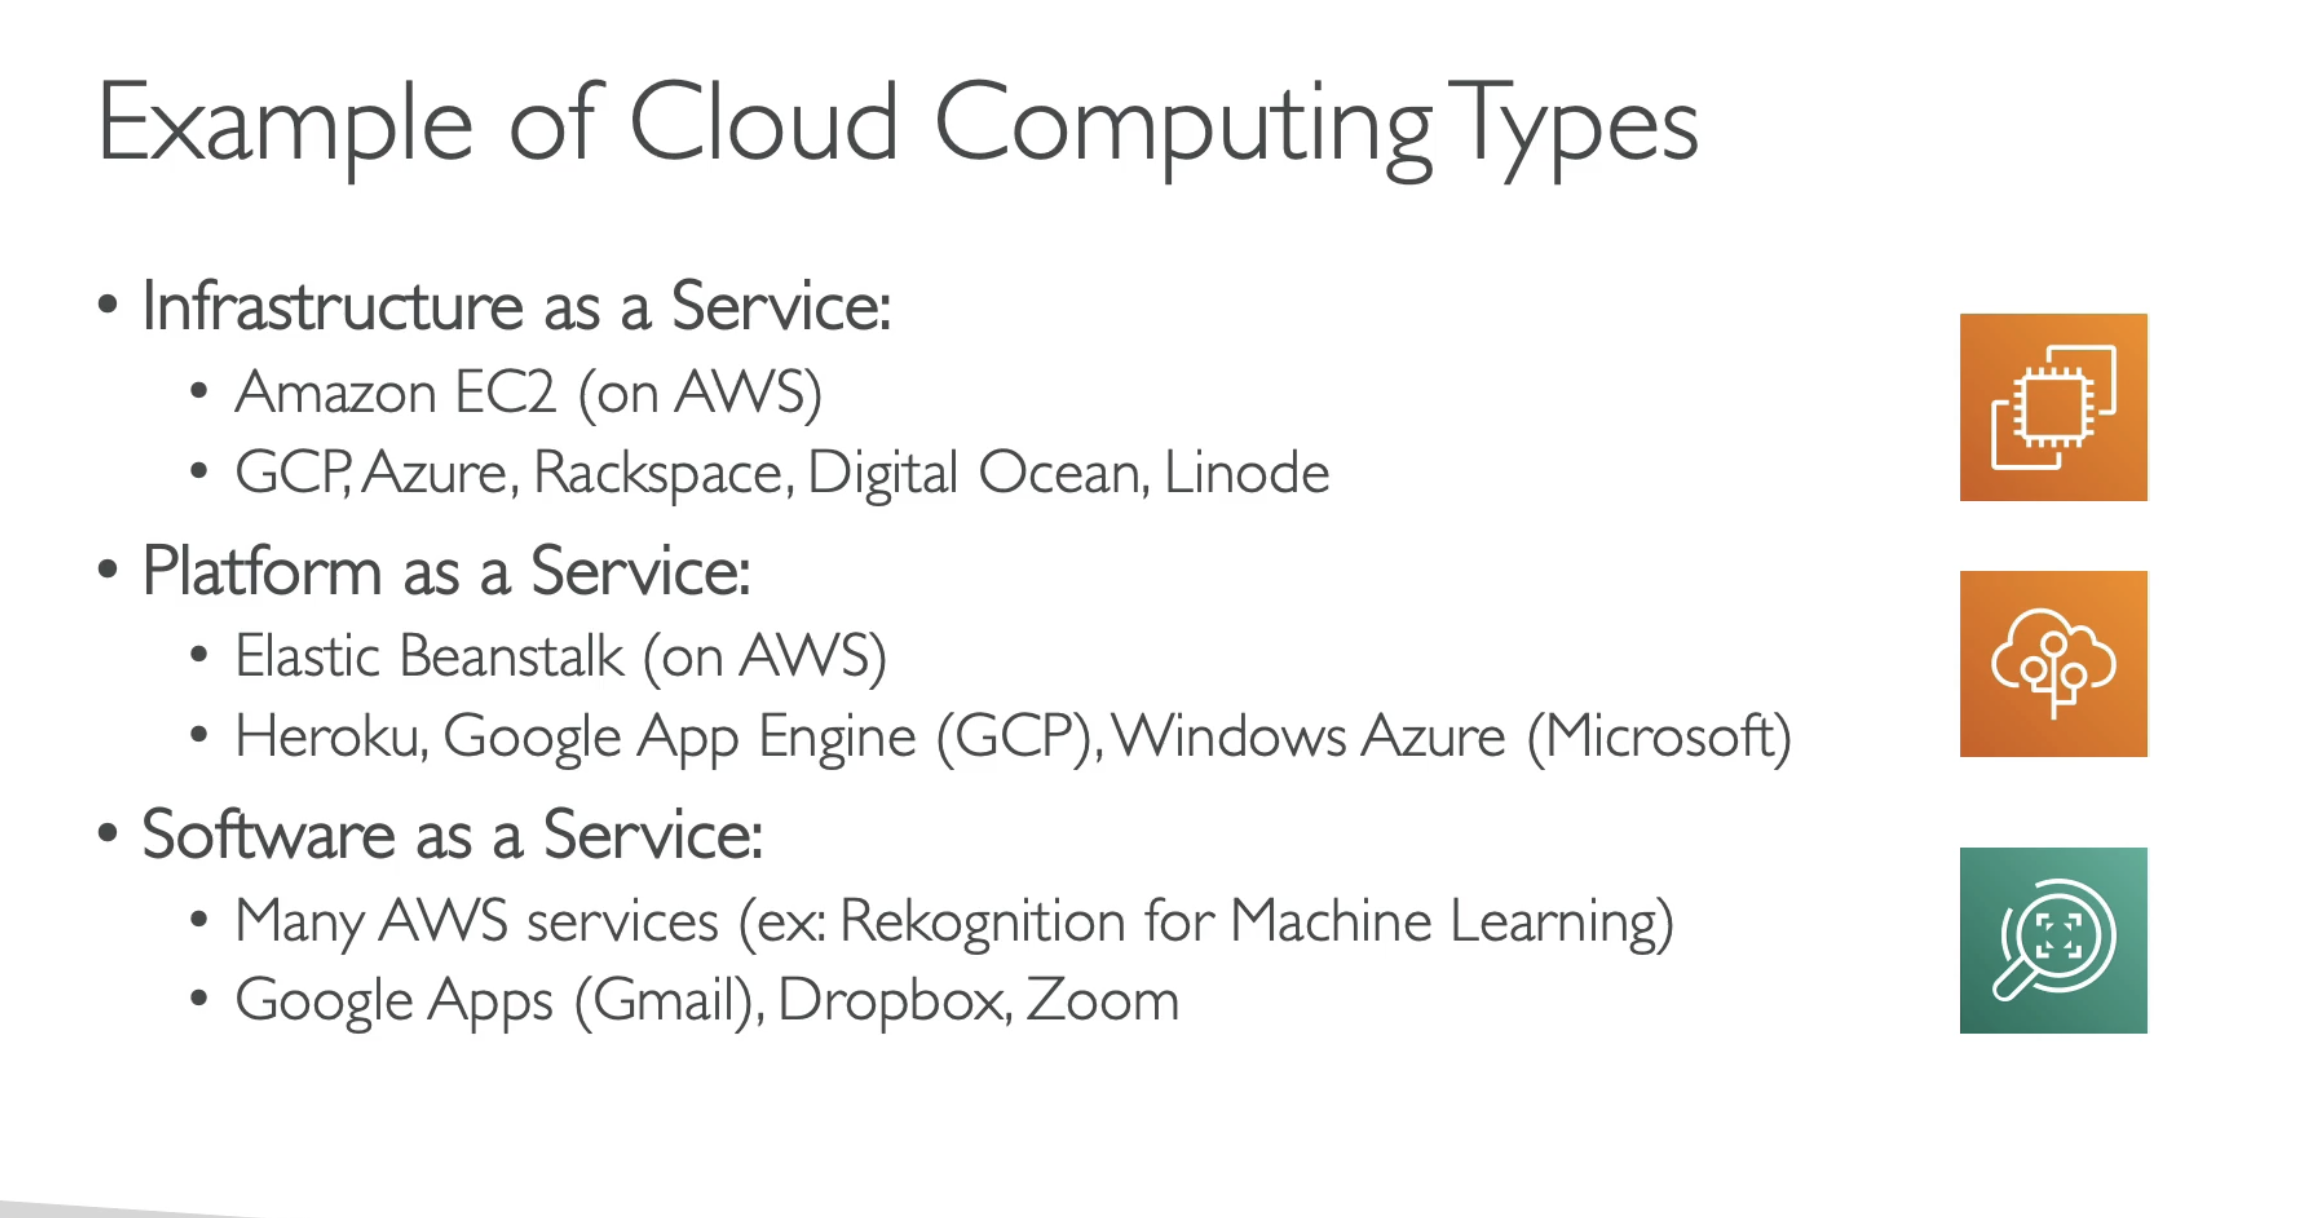 Example of Cloud Computing Types
• Infrastructure as a Service:
• Amazon EC2 (on AWS)
• GCP, Azure, Rackspace, Digital Ocean, Linode
• Platform as a Service:
• Elastic Beanstalk (on AWS)
• Heroku, Google App Engine (GCP), Windows Azure (Microsoft)
• Software as a Service:
• Many AWS services (ex: Rekognition for Machine Learning)
• Google Apps (Gmail), Dropbox, Zoom